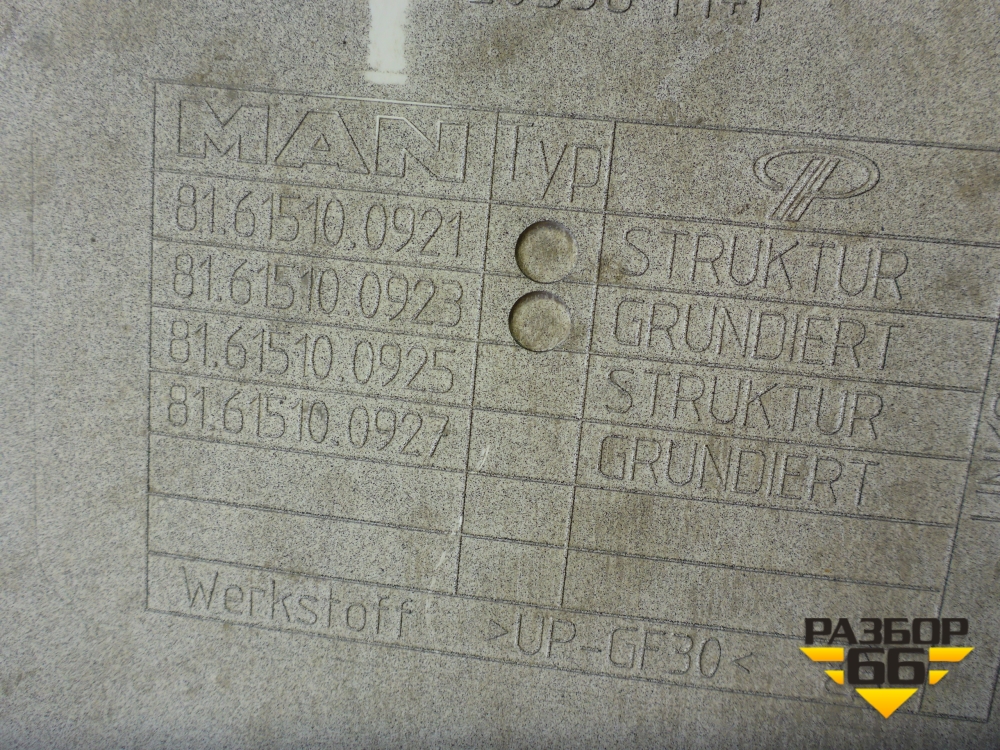 MAN Typ
81.61510.0921 STRUKTUR
81.61510.0923 GRUNDIERT
81.61510.0925 STRUKTUR
81.61510.0927 GRUNDIERT
Werkstoff >UP-GF30<
РАЗБОР
66